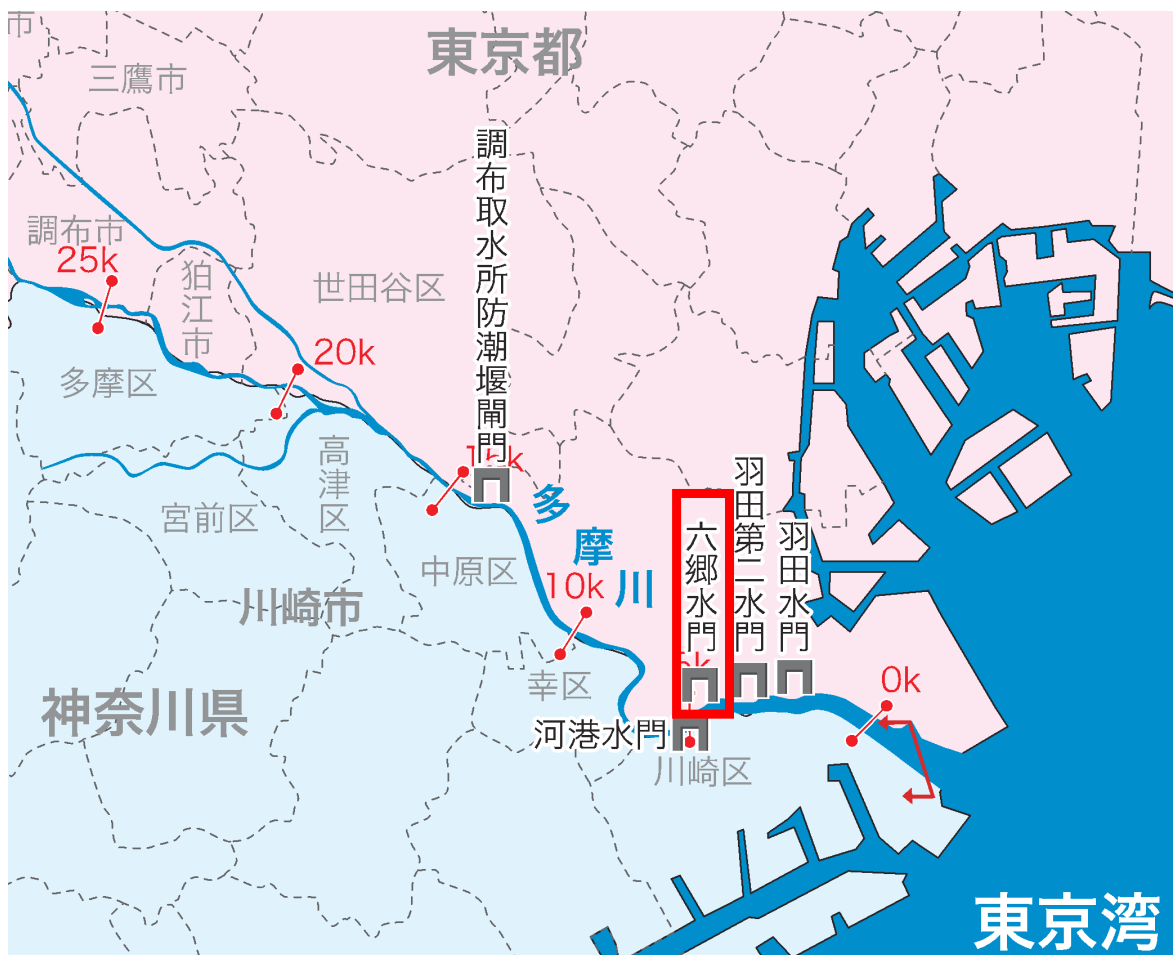 市
東京都
三鷹市
調布取水所防潮堰閘門
調布市
25k
狛江市
世田谷区
20k
多摩区
高津区
15k
宮前区
多摩川
中原区
10k
川崎市
六郷水門
羽田第二水門
羽田水門
5k
幸区
0k
神奈川県
河港水門
川崎区
東京湾